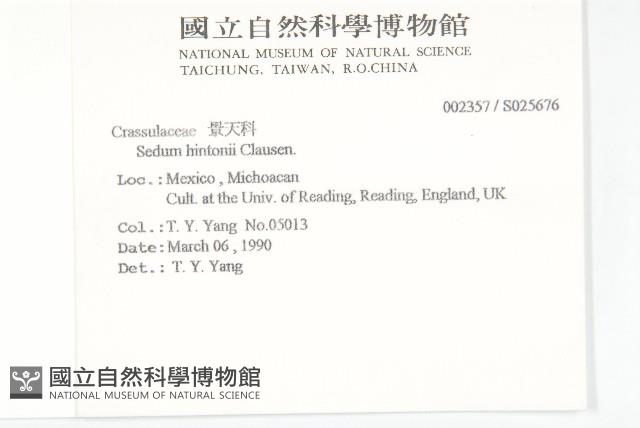 國立自然科學博物館
NATIONAL MUSEUM OF NATURAL SCIENCE
TAICHUNG, TAIWAN, R.O.CHINA
002357 / S025676
Crassulaceae 景天科
Sedum hintonii Clausen.
Loc.: Mexico , Michoacan
Cult. at the Univ. of Reading, Reading, England, UK
Col.: T. Y. Yang No.05013
Date: March 06 , 1990
Det.: T. Y. Yang
國立自然科學博物館
NATIONAL MUSEUM OF NATURAL SCIENCE